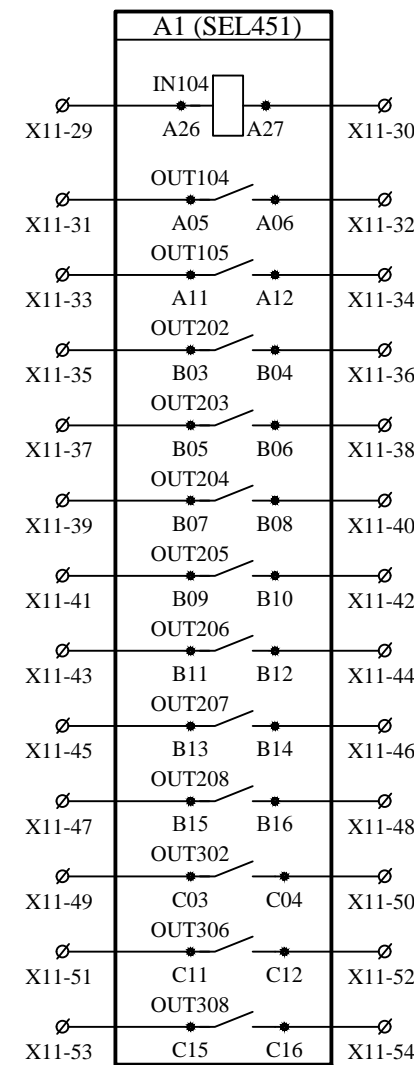 A1 (SEL451)
IN104
X11-29 A26 A27 X11-30
OUT104
X11-31 A05 A06 X11-32
OUT105
X11-33 A11 A12 X11-34
OUT202
X11-35 B03 B04 X11-36
OUT203
X11-37 B05 B06 X11-38
OUT204
X11-39 B07 B08 X11-40
OUT205
X11-41 B09 B10 X11-42
OUT206
X11-43 B11 B12 X11-44
OUT207
X11-45 B13 B14 X11-46
OUT208
X11-47 B15 B16 X11-48
OUT302
X11-49 C03 C04 X11-50
OUT306
X11-51 C11 C12 X11-52
OUT308
X11-53 C15 C16 X11-54